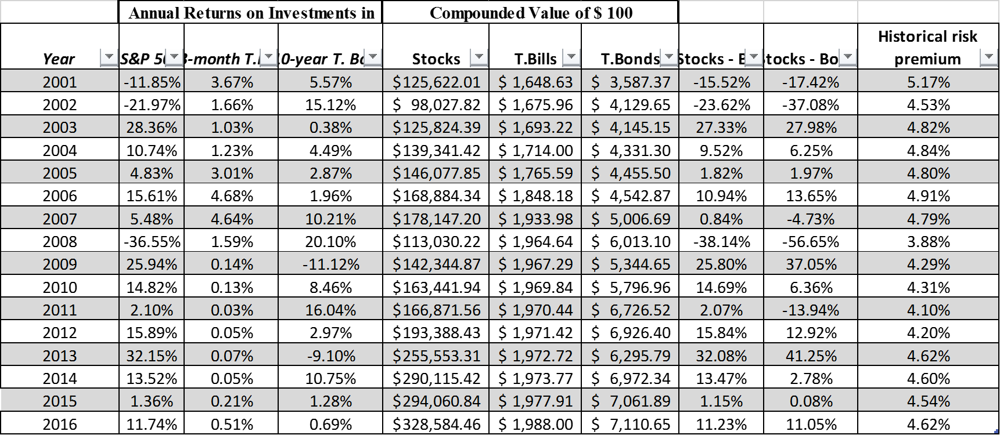 Annual Returns on Investments in Compounded Value of $ 100
Historical risk
Year S&P 5 -month T. 0-year T. B Stocks T.Bills T.Bonds Stocks - B tocks - Bo premium
2001 -11.85% 3.67% 5.57% $125,622.01 $ 1,648.63 $ 3,587.37 -15.52% -17.42% 5.17%
2002 -21.97% 1.66% 15.12% $ 98,027.82 $ 1,675.96 $ 4,129.65 -23.62% -37.08% 4.53%
2003 28.36% 1.03% 0.38% $125,824.39 $ 1,693.22 $ 4,145.15 27.33% 27.98% 4.82%
2004 10.74% 1.23% 4.49% $139,341.42 $ 1,714.00 $ 4,331.30 9.52% 6.25% 4.84%
2005 4.83% 3.01% 2.87% $146,077.85 $ 1,765.59 $ 4,455.50 1.82% 1.97% 4.80%
2006 15.61% 4.68% 1.96% $168,884.34 $ 1,848.18 $ 4,542.87 10.94% 13.65% 4.91%
2007 5.48% 4.64% 10.21% $178,147.20 $ 1,933.98 $ 5,006.69 0.84% -4.73% 4.79%
2008 -36.55% 1.59% 20.10% $113,030.22 $ 1,964.64 $ 6,013.10 -38.14% -56.65% 3.88%
2009 25.94% 0.14% -11.12% $142,344.87 $ 1,967.29 $ 5,344.65 25.80% 37.05% 4.29%
2010 14.82% 0.13% 8.46% $163,441.94 $ 1,969.84 $ 5,796.96 14.69% 6.36% 4.31%
2011 2.10% 0.03% 16.04% $166,871.56 $ 1,970.44 $ 6,726.52 2.07% -13.94% 4.10%
2012 15.89% 0.05% 2.97% $193,388.43 $ 1,971.42 $ 6,926.40 15.84% 12.92% 4.20%
2013 32.15% 0.07% -9.10% $255,553.31 $ 1,972.72 $ 6,295.79 32.08% 41.25% 4.62%
2014 13.52% 0.05% 10.75% $290,115.42 $ 1,973.77 $ 6,972.34 13.47% 2.78% 4.60%
2015 1.36% 0.21% 1.28% $294,060.84 $ 1,977.91 $ 7,061.89 1.15% 0.08% 4.54%
2016 11.74% 0.51% 0.69% $328,584.46 $ 1,988.00 $ 7,110.65 11.23% 11.05% 4.62%